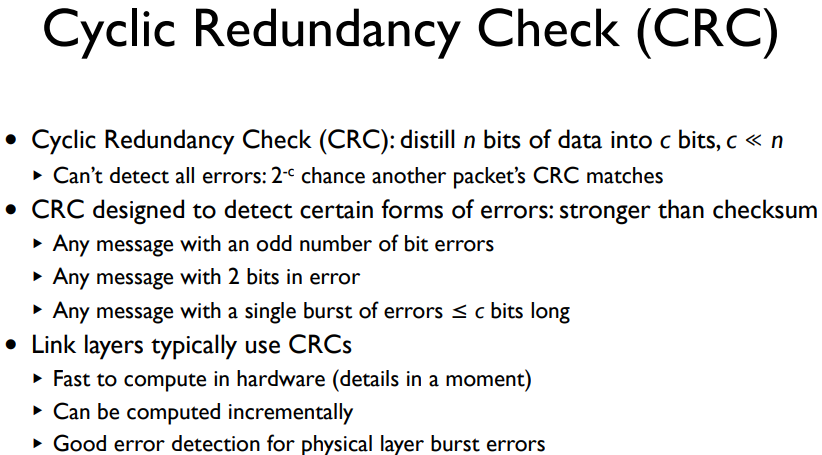 Cyclic Redundancy Check (CRC)
• Cyclic Redundancy Check (CRC): distill n bits of data into c bits, c ≪ n
‣ Can’t detect all errors: 2⁻ᶜ chance another packet’s CRC matches
• CRC designed to detect certain forms of errors: stronger than checksum
‣ Any message with an odd number of bit errors
‣ Any message with 2 bits in error
‣ Any message with a single burst of errors ≤ c bits long
• Link layers typically use CRCs
‣ Fast to compute in hardware (details in a moment)
‣ Can be computed incrementally
‣ Good error detection for physical layer burst errors